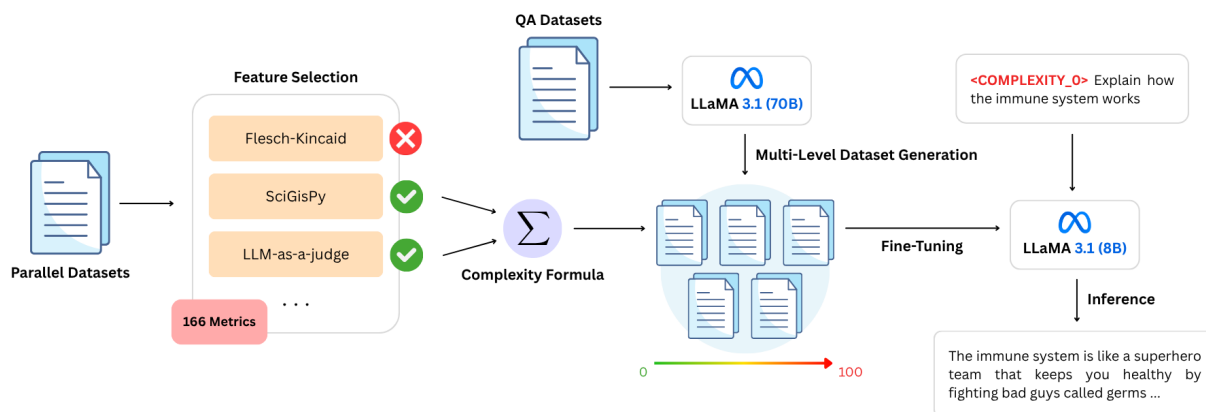 QA Datasets
Feature Selection
Flesch-Kincaid
SciGisPy
LLM-as-a-judge
...
166 Metrics
Parallel Datasets
Complexity Formula
LLaMA 3.1 (70B)
Multi-Level Dataset Generation
0
100
Fine-Tuning
<COMPLEXITY_0> Explain how
the immune system works
LLaMA 3.1 (8B)
Inference
The immune system is like a superhero
team that keeps you healthy by
fighting bad guys called germs ...